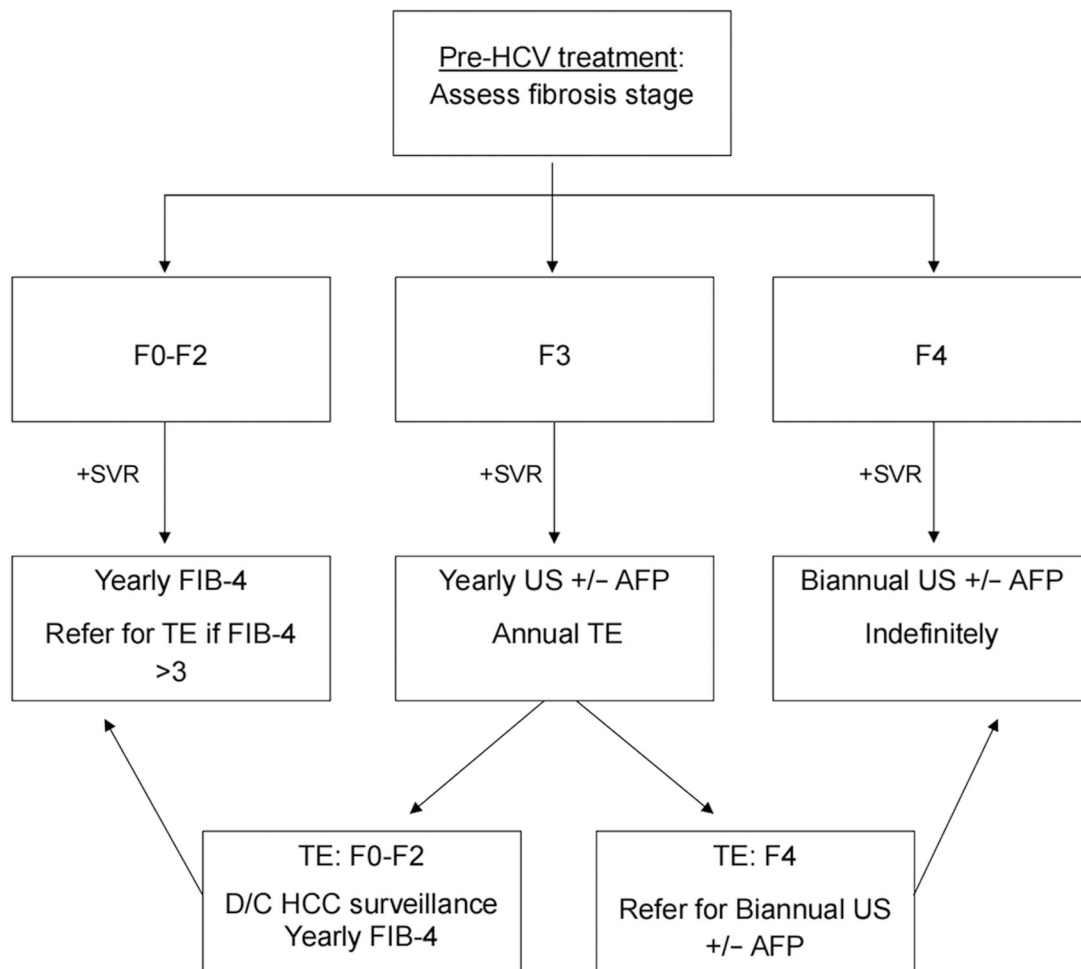 Pre-HCV treatment:
Assess fibrosis stage
F0-F2
F3
F4
+SVR
+SVR
+SVR
Yearly FIB-4
Refer for TE if FIB-4
>3
Yearly US +/− AFP
Annual TE
Biannual US +/− AFP
Indefinitely
TE: F0-F2
D/C HCC surveillance
Yearly FIB-4
TE: F4
Refer for Biannual US
+/− AFP